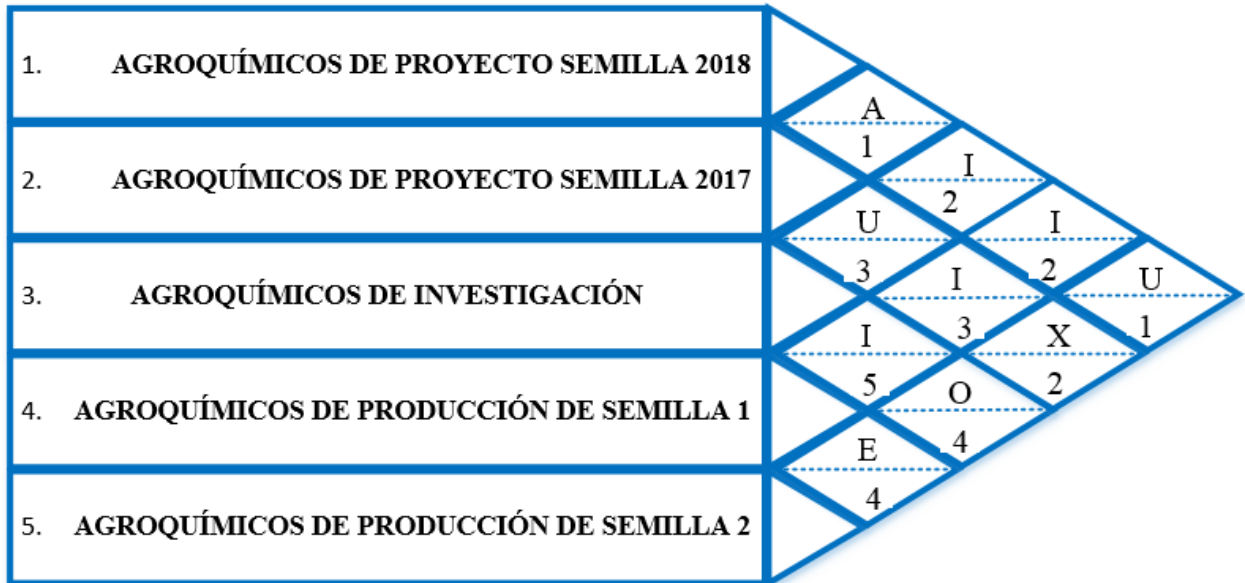 1. AGROQUÍMICOS DE PROYECTO SEMILLA 2018
A
1
I
2. AGROQUÍMICOS DE PROYECTO SEMILLA 2017
2
U
I
3
2
I
U
3. AGROQUÍMICOS DE INVESTIGACIÓN
3
1
I
X
5
2
O
4. AGROQUÍMICOS DE PRODUCCIÓN DE SEMILLA 1
4
E
4
5. AGROQUÍMICOS DE PRODUCCIÓN DE SEMILLA 2